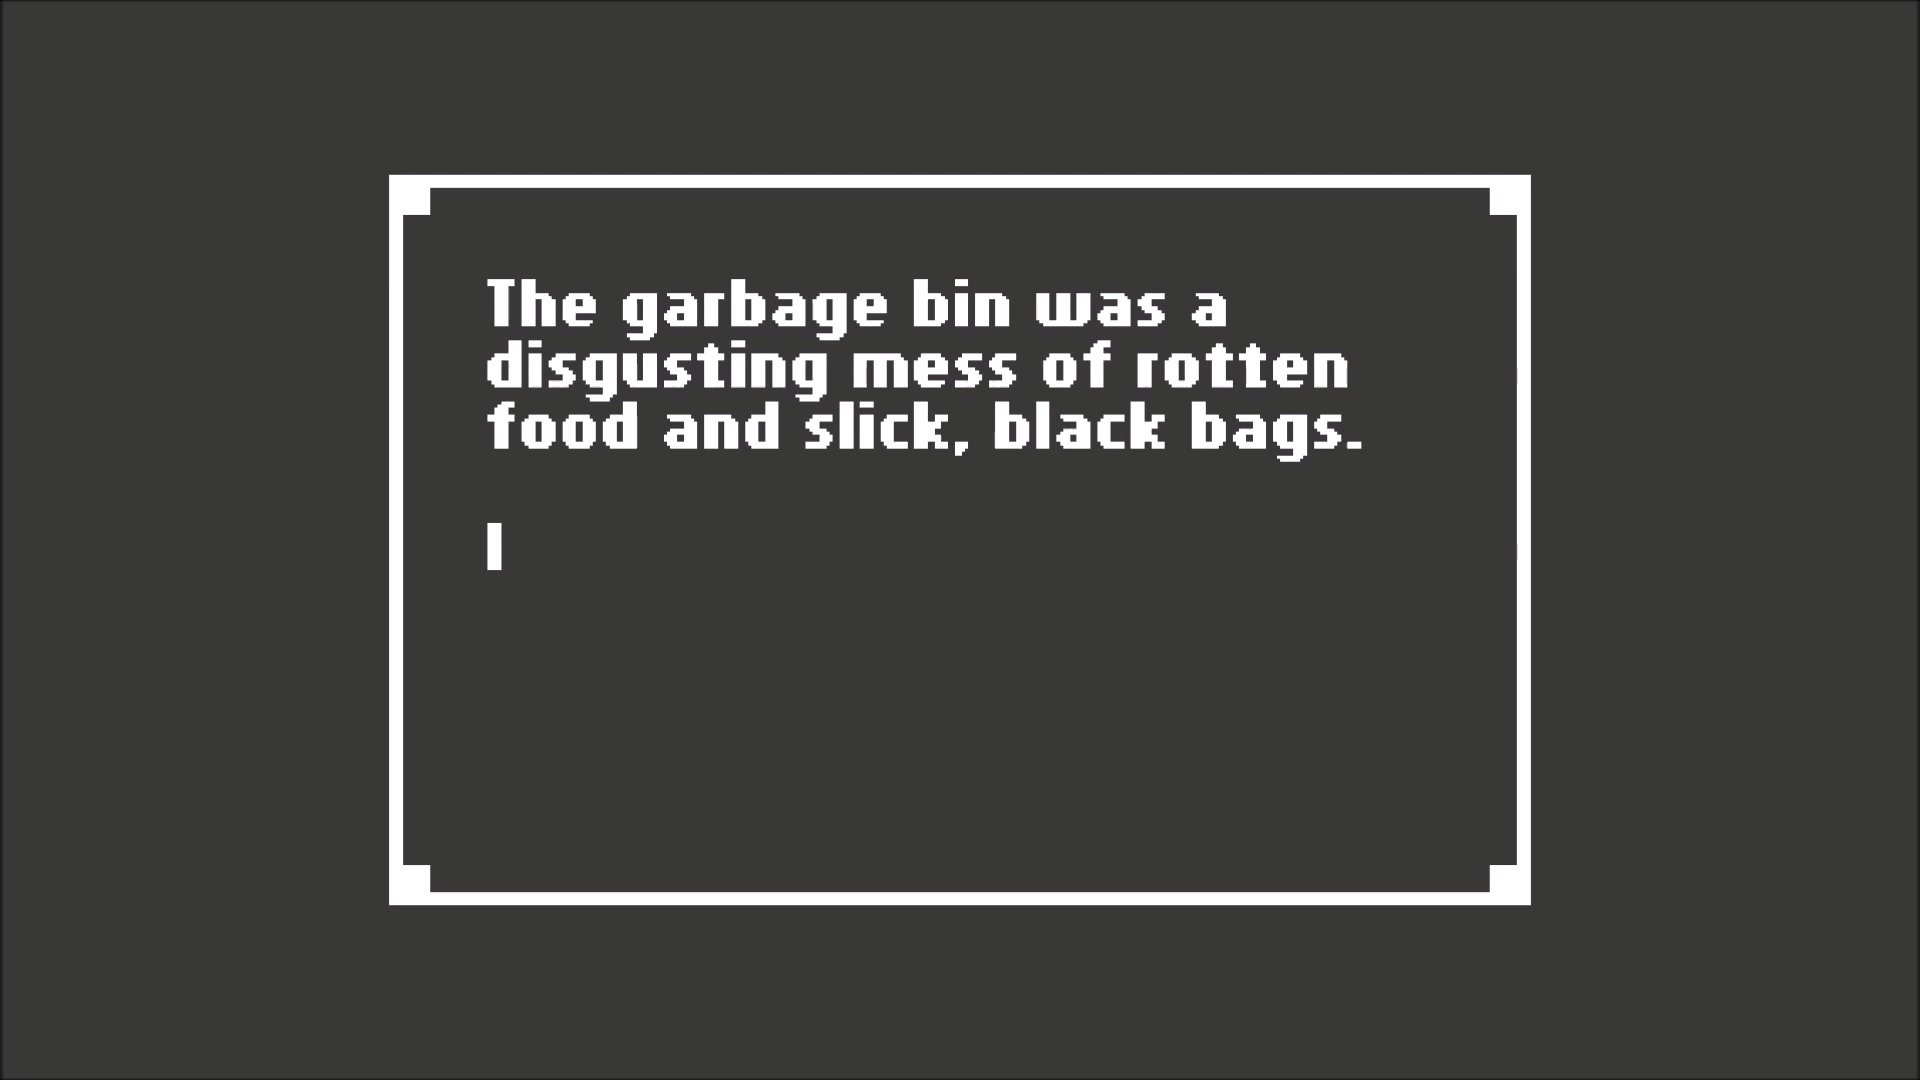 The garbage bin was a
disgusting mess of rotten
food and slick, black bags.